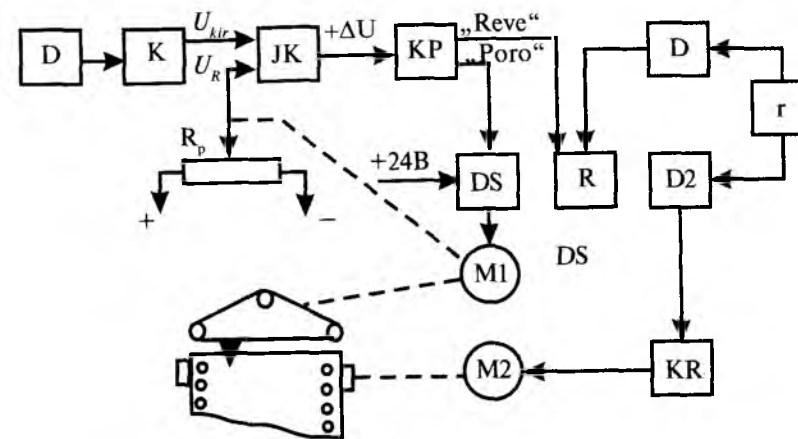 D
K
U_kir
U_R
JK
+ΔU
KP
„Reve“
„Poro“
D
r
R_p
+
−
+24B
DS
R
D2
DS
M1
M2
KR